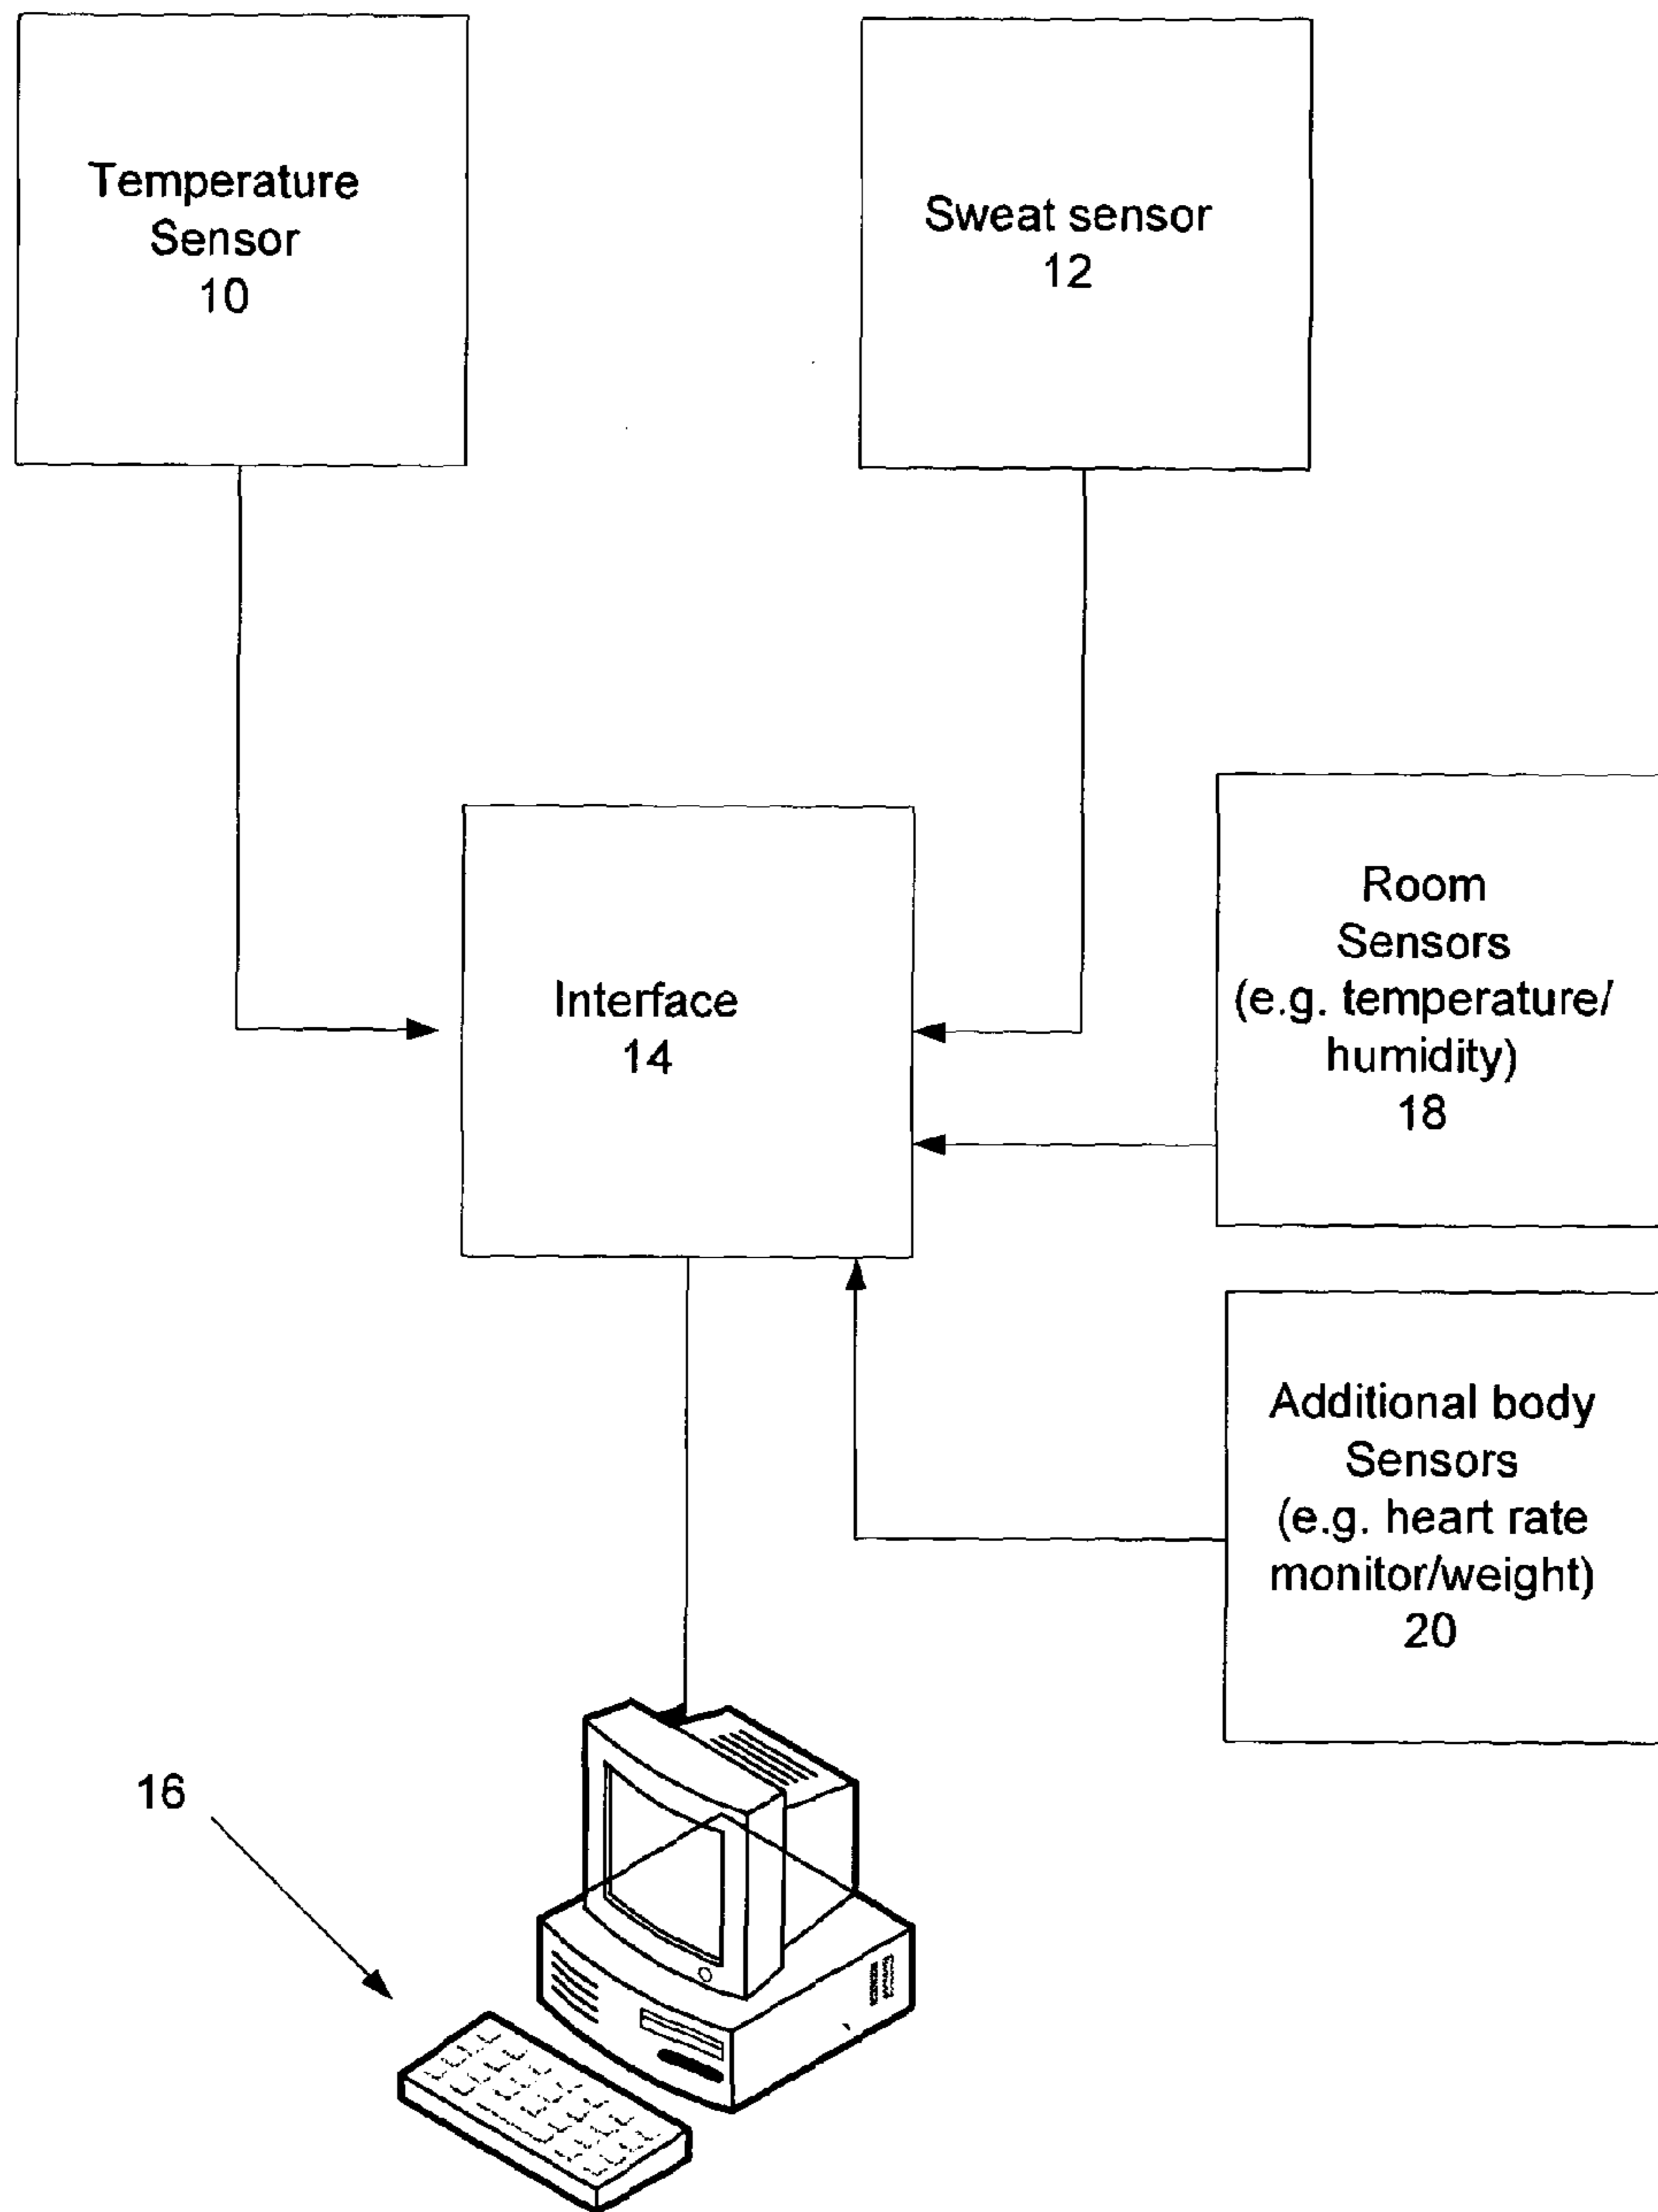 Temperature
Sensor
10
Sweat sensor
12
Interface
14
Room
Sensors
(e.g. temperature/
humidity)
18
Additional body
Sensors
(e.g. heart rate
monitor/weight)
20
16